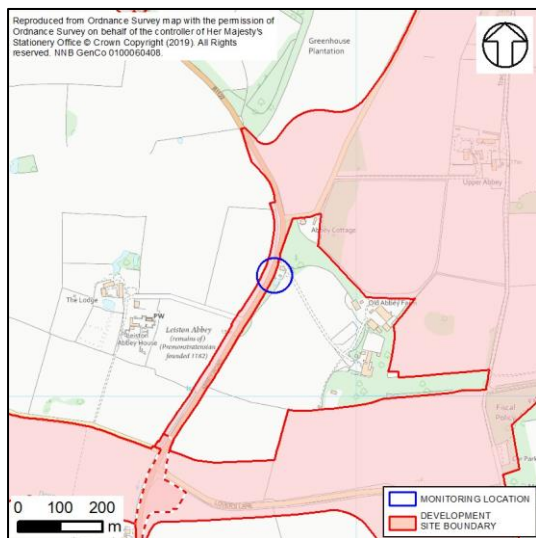 Reproduced from Ordnance Survey map with the permission of
Ordnance Survey on behalf of the controller of Her Majesty's
Stationery Office © Crown Copyright (2019). All Rights
reserved. NNB GenCo 0100060408.
Greenhouse
Plantation
B1122
Upper Abbey
Abbey Cottage
The Lodge
PW
Leiston
Abbey House
Leiston Abbey
(remains of)
(Premonstratensian
founded 1182)
Old Abbey Farm
Fiscal
Policy
Car Park
0 100 200
m
MONITORING LOCATION
DEVELOPMENT
SITE BOUNDARY